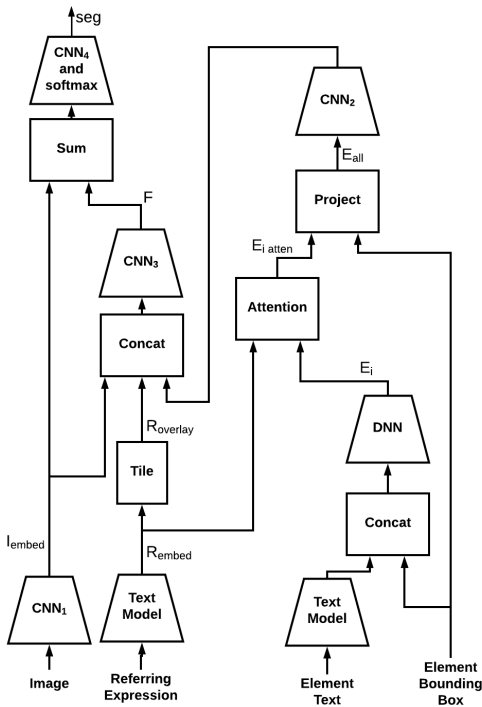 seg
CNN4
and
softmax
CNN2
Sum
Eall
Project
F
Ei atten
CNN3
Attention
Concat
Ei
Roverlay
DNN
Tile
Concat
Iembed
Rembed
CNN1
Text
Model
Text
Model
Image
Referring
Expression
Element
Text
Element
Bounding
Box